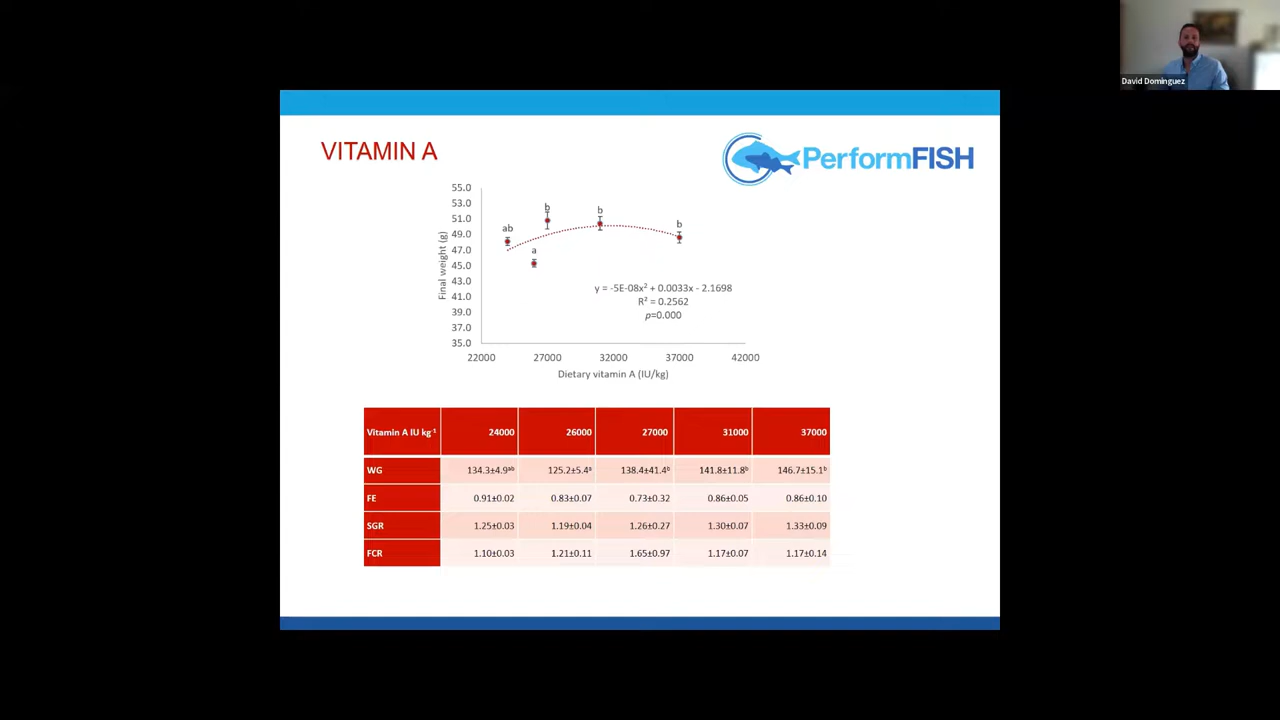 David Dominguez
VITAMIN A
PerformFISH
55.0
53.0
51.0
49.0
47.0
45.0
43.0
41.0
39.0
37.0
35.0
Final weight (g)
ab
a
b
b
b
y = -5E-08x² + 0.0033x - 2.1698
R² = 0.2562
p=0.000
22000 27000 32000 37000 42000
Dietary vitamin A (IU/kg)
Vitamin A IU kg⁻¹ 24000 26000 27000 31000 37000
WG 134.3±4.9ᵃᵇ 125.2±5.4ᵃ 138.4±41.4ᵇ 141.8±11.8ᵇ 146.7±15.1ᵇ
FE 0.91±0.02 0.83±0.07 0.73±0.32 0.86±0.05 0.86±0.10
SGR 1.25±0.03 1.19±0.04 1.26±0.27 1.30±0.07 1.33±0.09
FCR 1.10±0.03 1.21±0.11 1.65±0.97 1.17±0.07 1.17±0.14